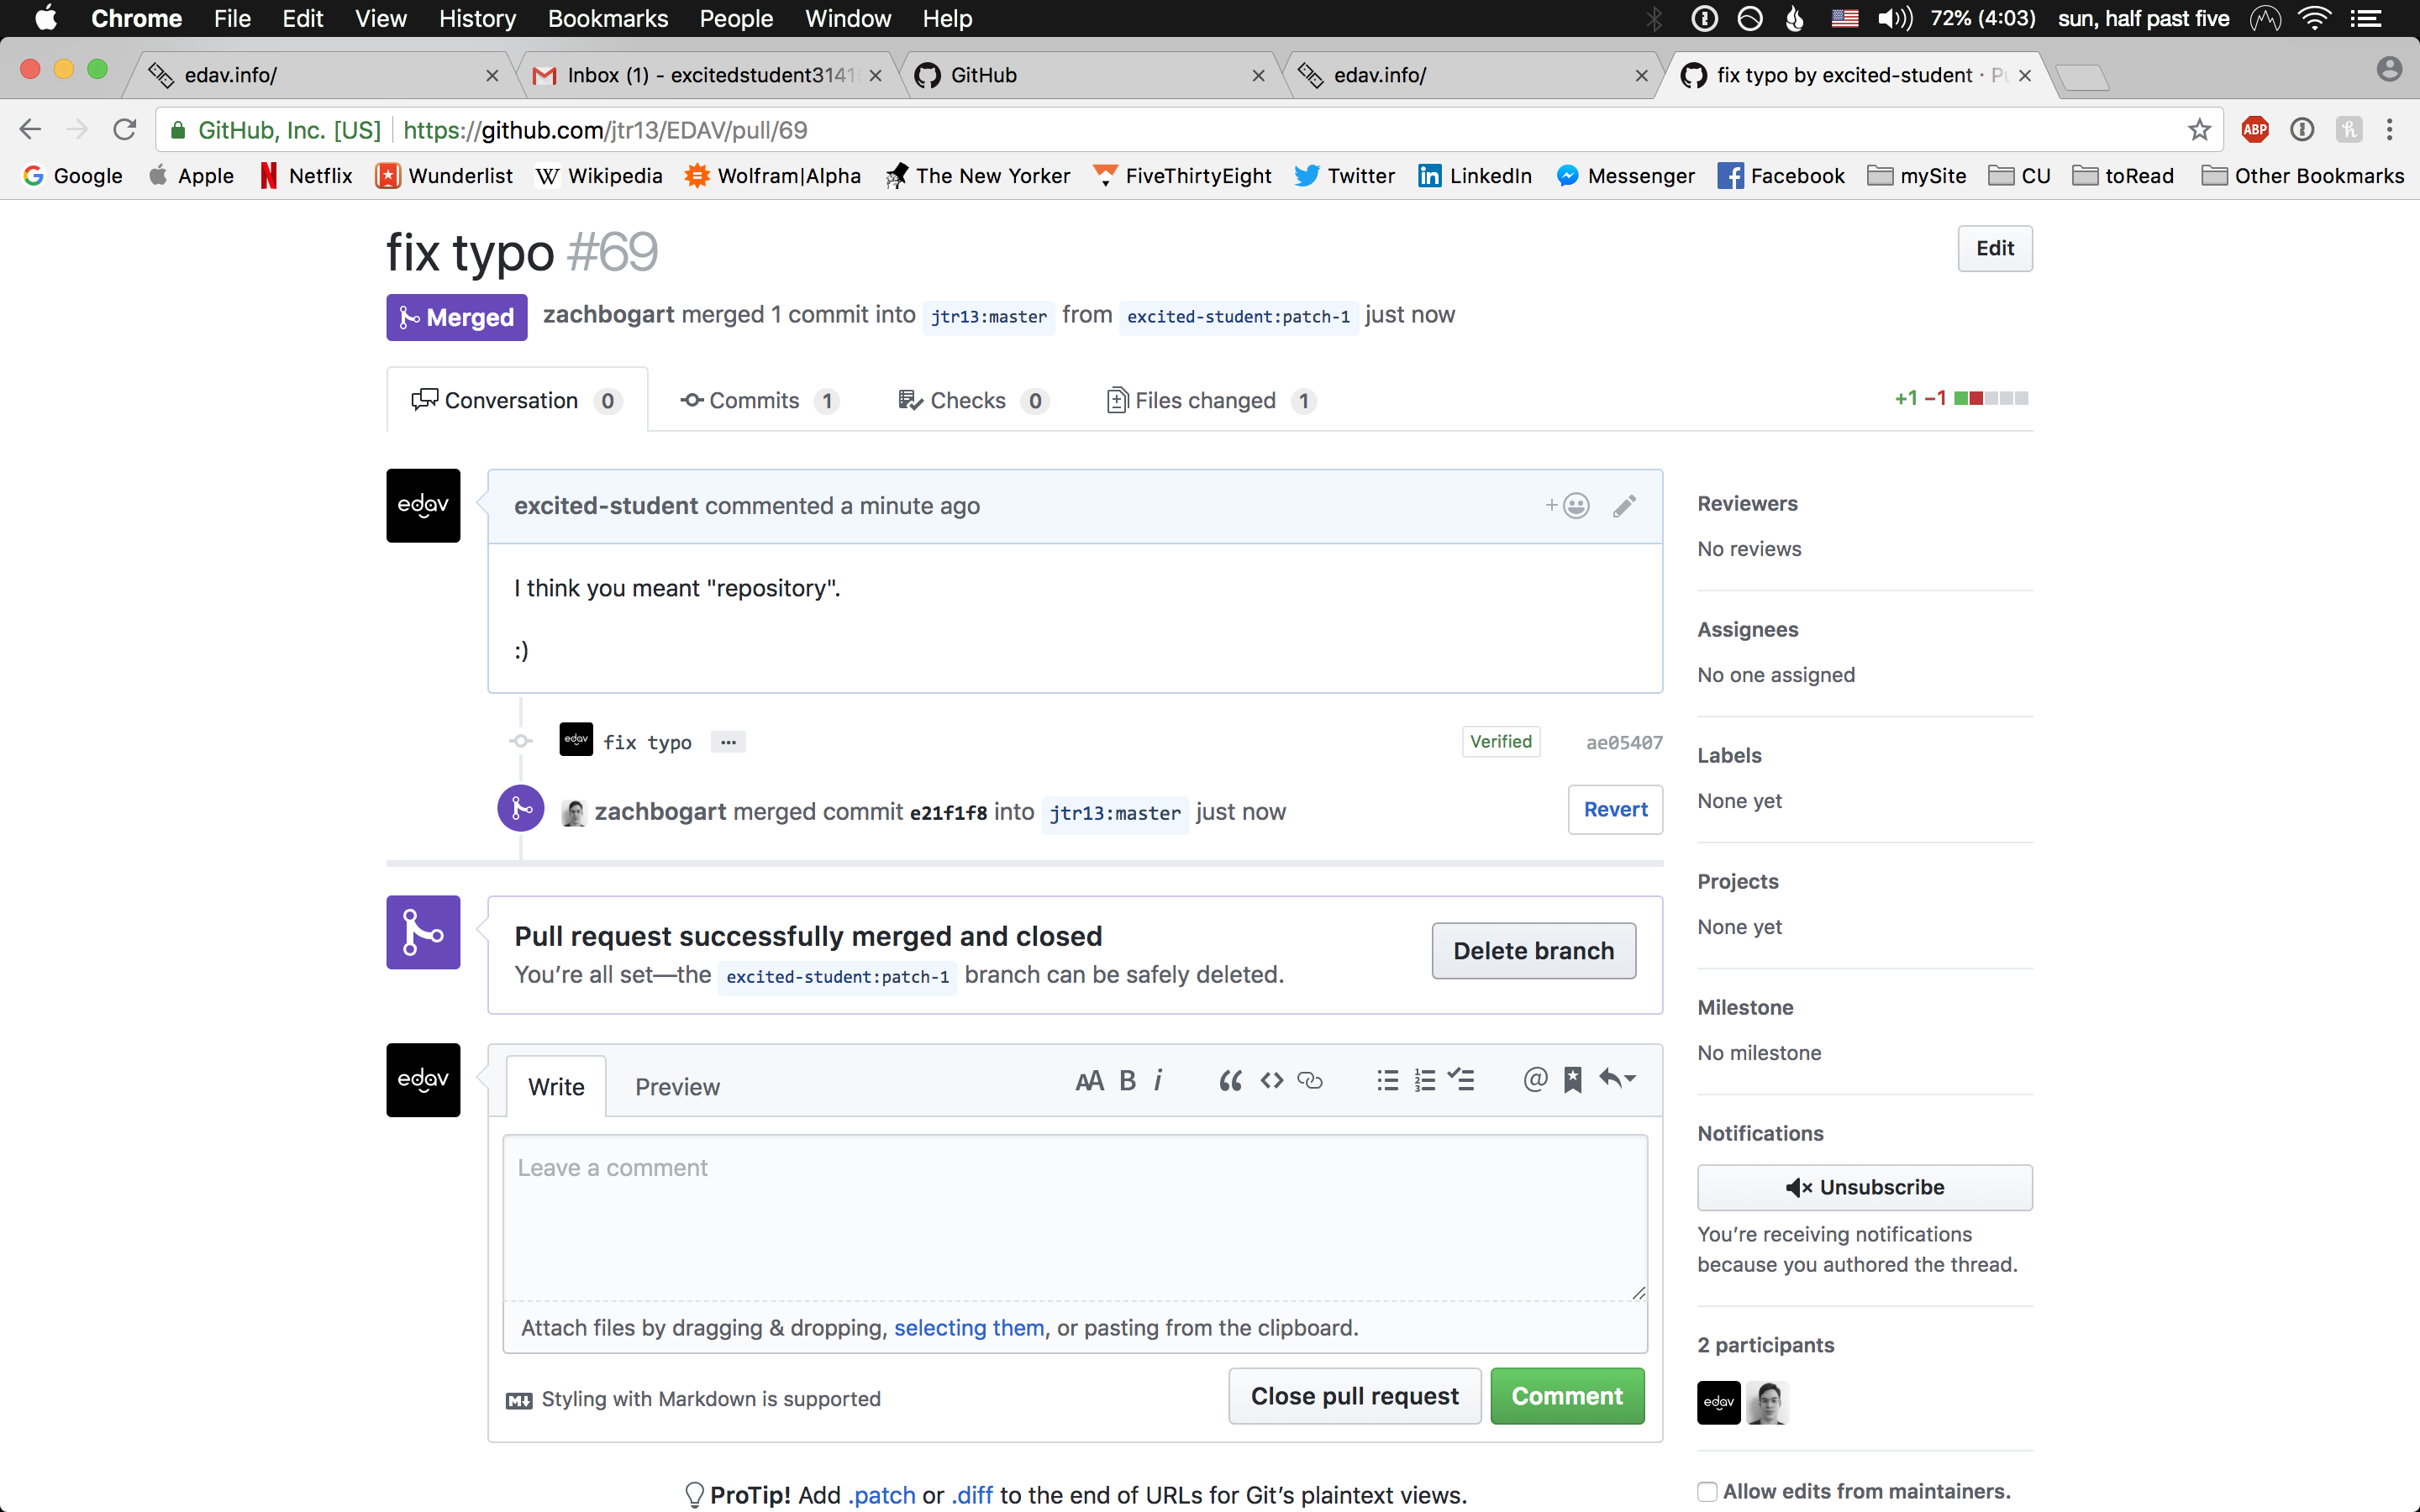 Chrome File Edit View History Bookmarks People Window Help 72% (4:03) sun, half past five
edav.info/ Inbox (1) - excitedstudent3141 GitHub edav.info/ fix typo by excited-student · Pu
GitHub, Inc. [US] https://github.com/jtr13/EDAV/pull/69 ABP
Google Apple Netflix Wunderlist Wikipedia Wolfram|Alpha The New Yorker FiveThirtyEight Twitter LinkedIn Messenger Facebook mySite CU toRead Other Bookmarks
fix typo #69 Edit
Merged zachbogart merged 1 commit into jtr13:master from excited-student:patch-1 just now
Conversation 0 Commits 1 Checks 0 Files changed 1 +1 −1
edav excited-student commented a minute ago
I think you meant "repository".
:)
edav fix typo … Verified ae05407
zachbogart merged commit e21f1f8 into jtr13:master just now Revert
Pull request successfully merged and closed
You’re all set—the excited-student:patch-1 branch can be safely deleted. Delete branch
edav Write Preview AA B i
Leave a comment
Attach files by dragging & dropping, selecting them, or pasting from the clipboard.
Styling with Markdown is supported Close pull request Comment
ProTip! Add .patch or .diff to the end of URLs for Git’s plaintext views.
Reviewers
No reviews
Assignees
No one assigned
Labels
None yet
Projects
None yet
Milestone
No milestone
Notifications
Unsubscribe
You’re receiving notifications
because you authored the thread.
2 participants
edav
Allow edits from maintainers.